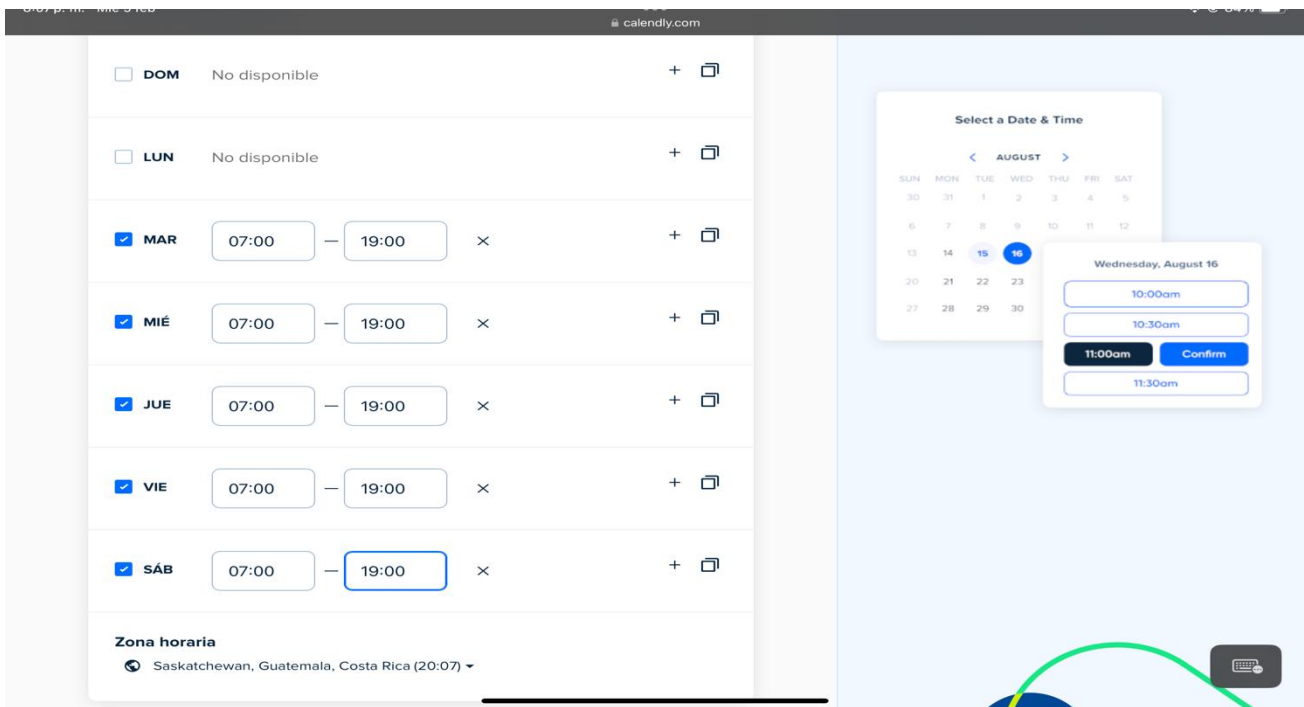 calendly.com
DOM No disponible +
LUN No disponible +
MAR 07:00 — 19:00 × +
MIÉ 07:00 — 19:00 × +
JUE 07:00 — 19:00 × +
VIE 07:00 — 19:00 × +
SÁB 07:00 — 19:00 × +
Zona horaria
Saskatchewan, Guatemala, Costa Rica (20:07)
Select a Date & Time
< AUGUST >
SUN MON TUE WED THU FRI SAT
30 31 1 2 3 4 5
6 7 8 9 10 11 12
13 14 15 16
20 21 22 23
27 28 29 30
Wednesday, August 16
10:00am
10:30am
11:00am Confirm
11:30am